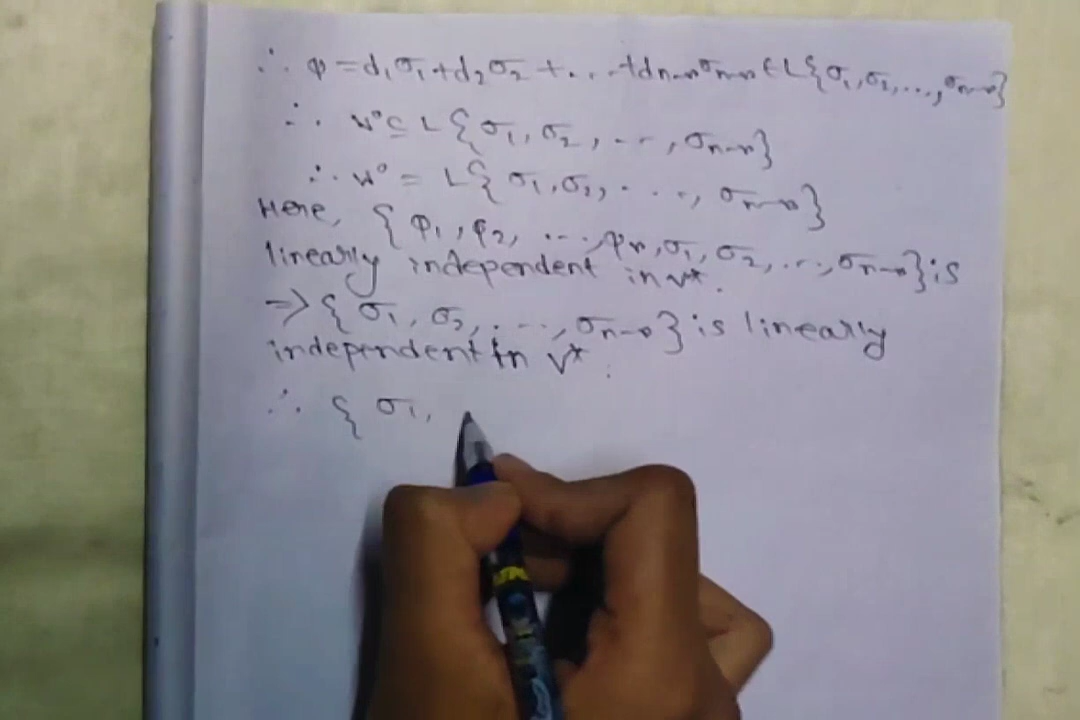 ∴ φ = d₁σ₁+d₂σ₂ +...+dn-rσn-r ∈ L{σ₁,σ₂,...,σn-r}
∴ W° ⊆ L{σ₁, σ₂, ..., σn-r}
∴ W° = L{σ₁,σ₂, ..., σn-r}
Here, {φ₁,φ₂, ...,φr,σ₁,σ₂,...,σn-r} is
linearly independent in V*.
⇒ {σ₁, σ₂, ..., σn-r} is linearly
independent in V*.
∴ {σ₁,